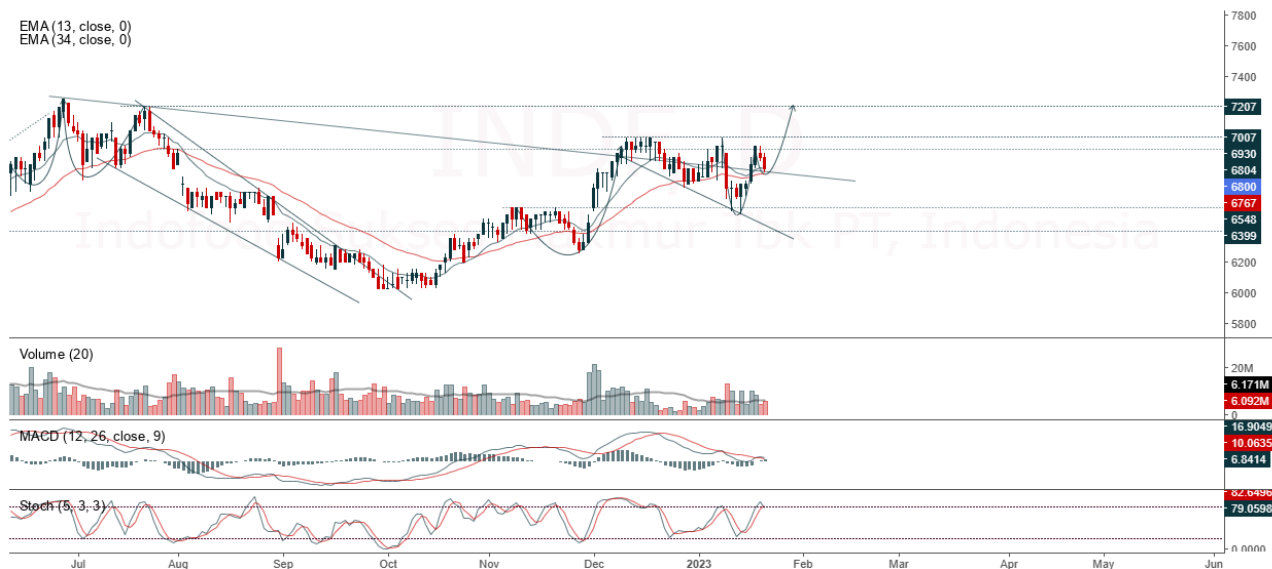 EMA (13, close, 0)
EMA (34, close, 0)
INDF, D
Indofood Sukses Makmur Tbk PT, Indonesia
7800
7600
7400
7207
7007
6930
6804
6800
6767
6548
6399
6200
6000
5800
Volume (20)
20M
6.171M
6.092M
0
MACD (12, 26, close, 9)
16.9049
10.0635
6.8414
Stoch (5, 3, 3)
82.6496
79.0598
0.0000
Jul Aug Sep Oct Nov Dec 2023 Feb Mar Apr May Jun